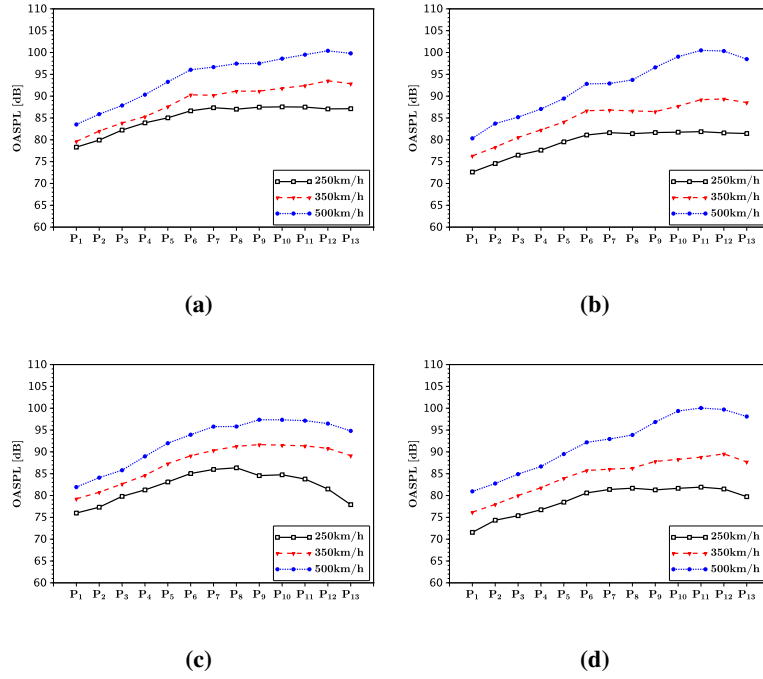 110
105
100
95
90
85
80
75
70
65
60
OASPL [dB]
250km/h
350km/h
500km/h
P₁ P₂ P₃ P₄ P₅ P₆ P₇ P₈ P₉ P₁₀ P₁₁ P₁₂ P₁₃
(a)
110
105
100
95
90
85
80
75
70
65
60
OASPL [dB]
250km/h
350km/h
500km/h
P₁ P₂ P₃ P₄ P₅ P₆ P₇ P₈ P₉ P₁₀ P₁₁ P₁₂ P₁₃
(b)
110
105
100
95
90
85
80
75
70
65
60
OASPL [dB]
250km/h
350km/h
500km/h
P₁ P₂ P₃ P₄ P₅ P₆ P₇ P₈ P₉ P₁₀ P₁₁ P₁₂ P₁₃
(c)
110
105
100
95
90
85
80
75
70
65
60
OASPL [dB]
250km/h
350km/h
500km/h
P₁ P₂ P₃ P₄ P₅ P₆ P₇ P₈ P₉ P₁₀ P₁₁ P₁₂ P₁₃
(d)